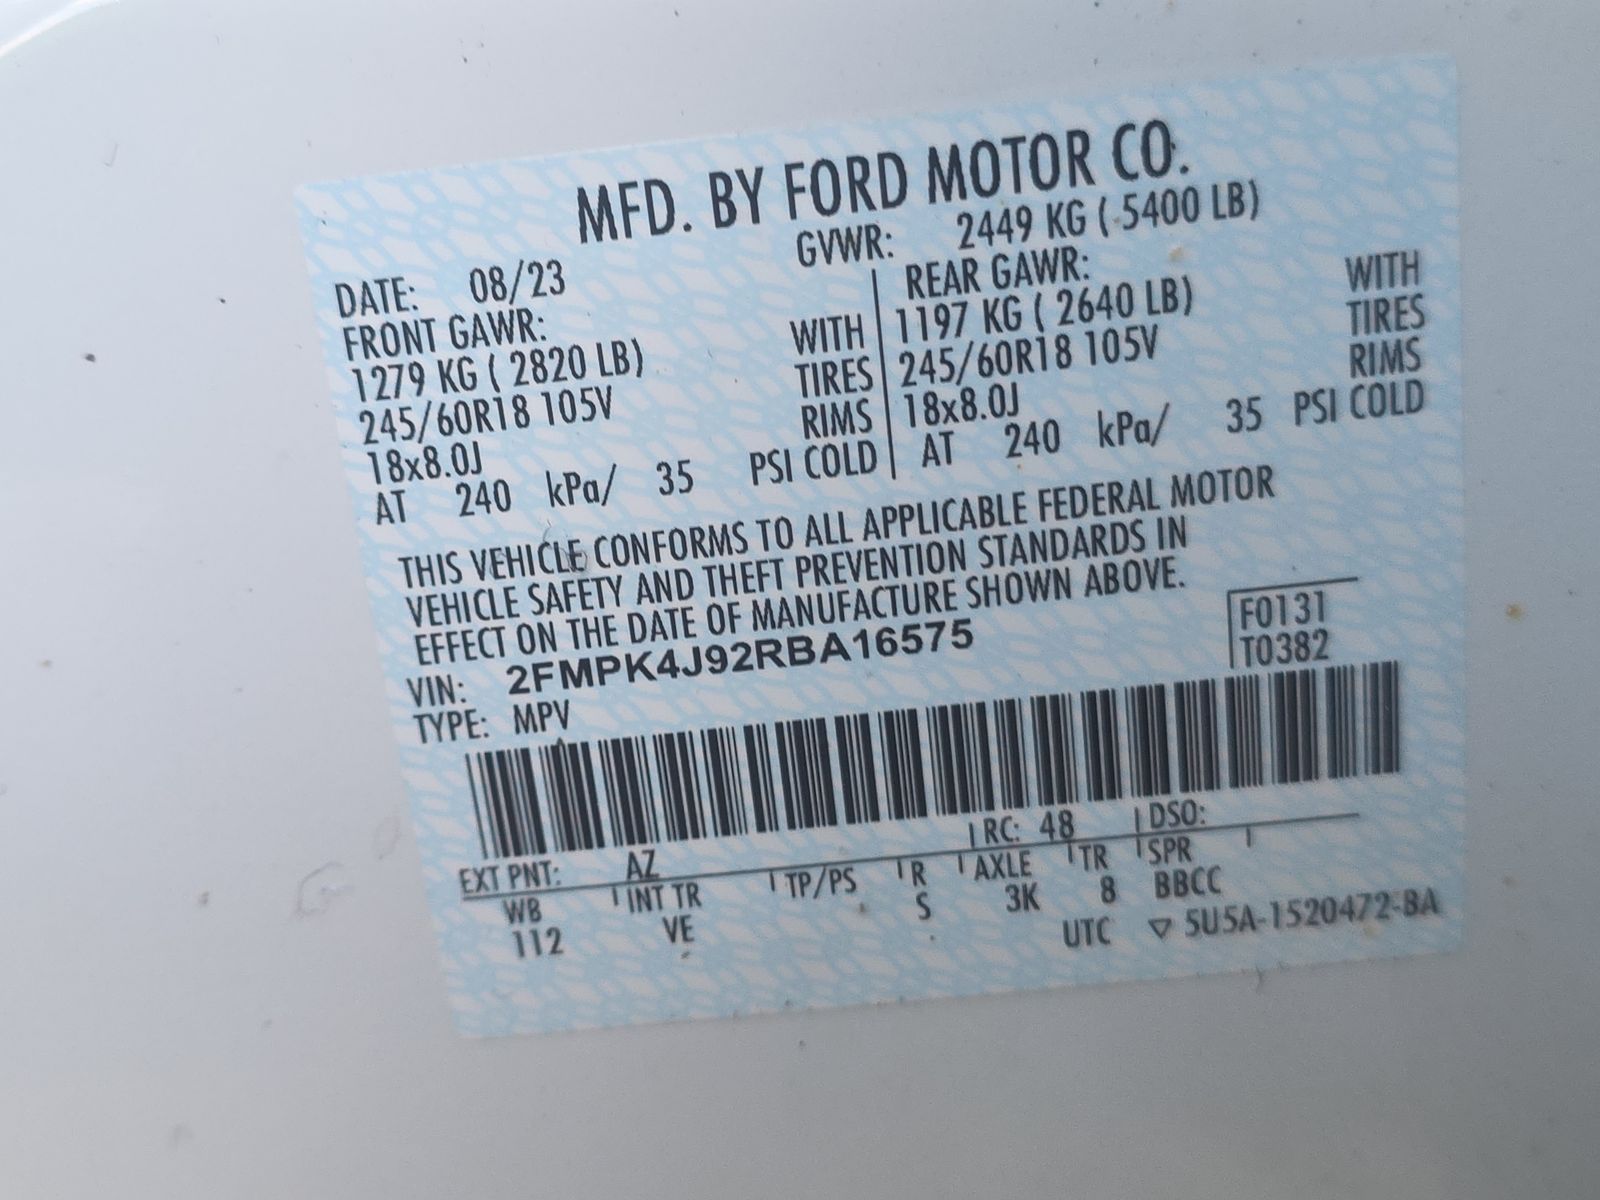 MFD. BY FORD MOTOR CO.
DATE: 08/23 GVWR: 2449 KG ( 5400 LB)
FRONT GAWR: REAR GAWR:
1279 KG ( 2820 LB) WITH 1197 KG ( 2640 LB) WITH
245/60R18 105V TIRES 245/60R18 105V TIRES
18x8.0J RIMS 18x8.0J RIMS
AT 240 kPa/ 35 PSI COLD AT 240 kPa/ 35 PSI COLD
THIS VEHICLE CONFORMS TO ALL APPLICABLE FEDERAL MOTOR
VEHICLE SAFETY AND THEFT PREVENTION STANDARDS IN
EFFECT ON THE DATE OF MANUFACTURE SHOWN ABOVE.
VIN: 2FMPK4J92RBA16575 F0131
TYPE: MPV T0382
EXT PNT: AZ RC: 48 DSO:
WB INT TR TP/PS R AXLE TR SPR
112 VE S 3K 8 BBCC
UTC ▽ 5U5A-1520472-BA